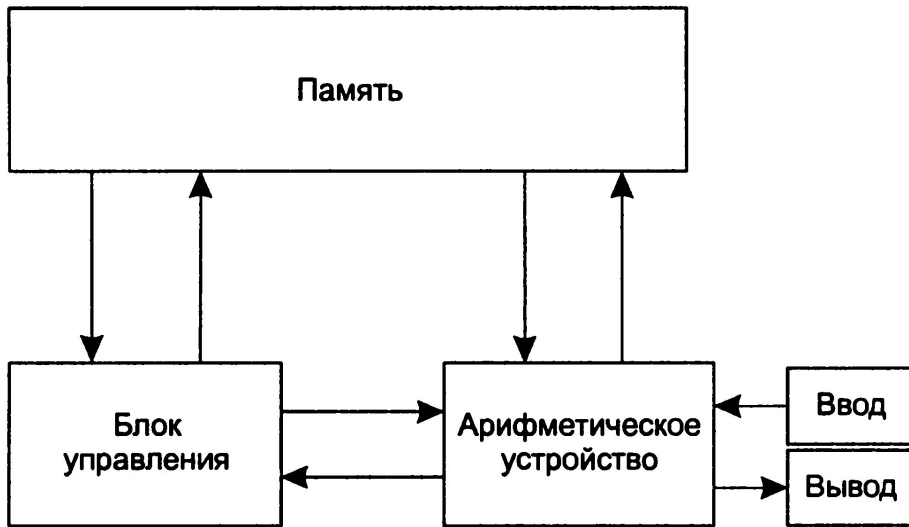 Память
Блок
управления
Арифметическое
устройство
Ввод
Вывод